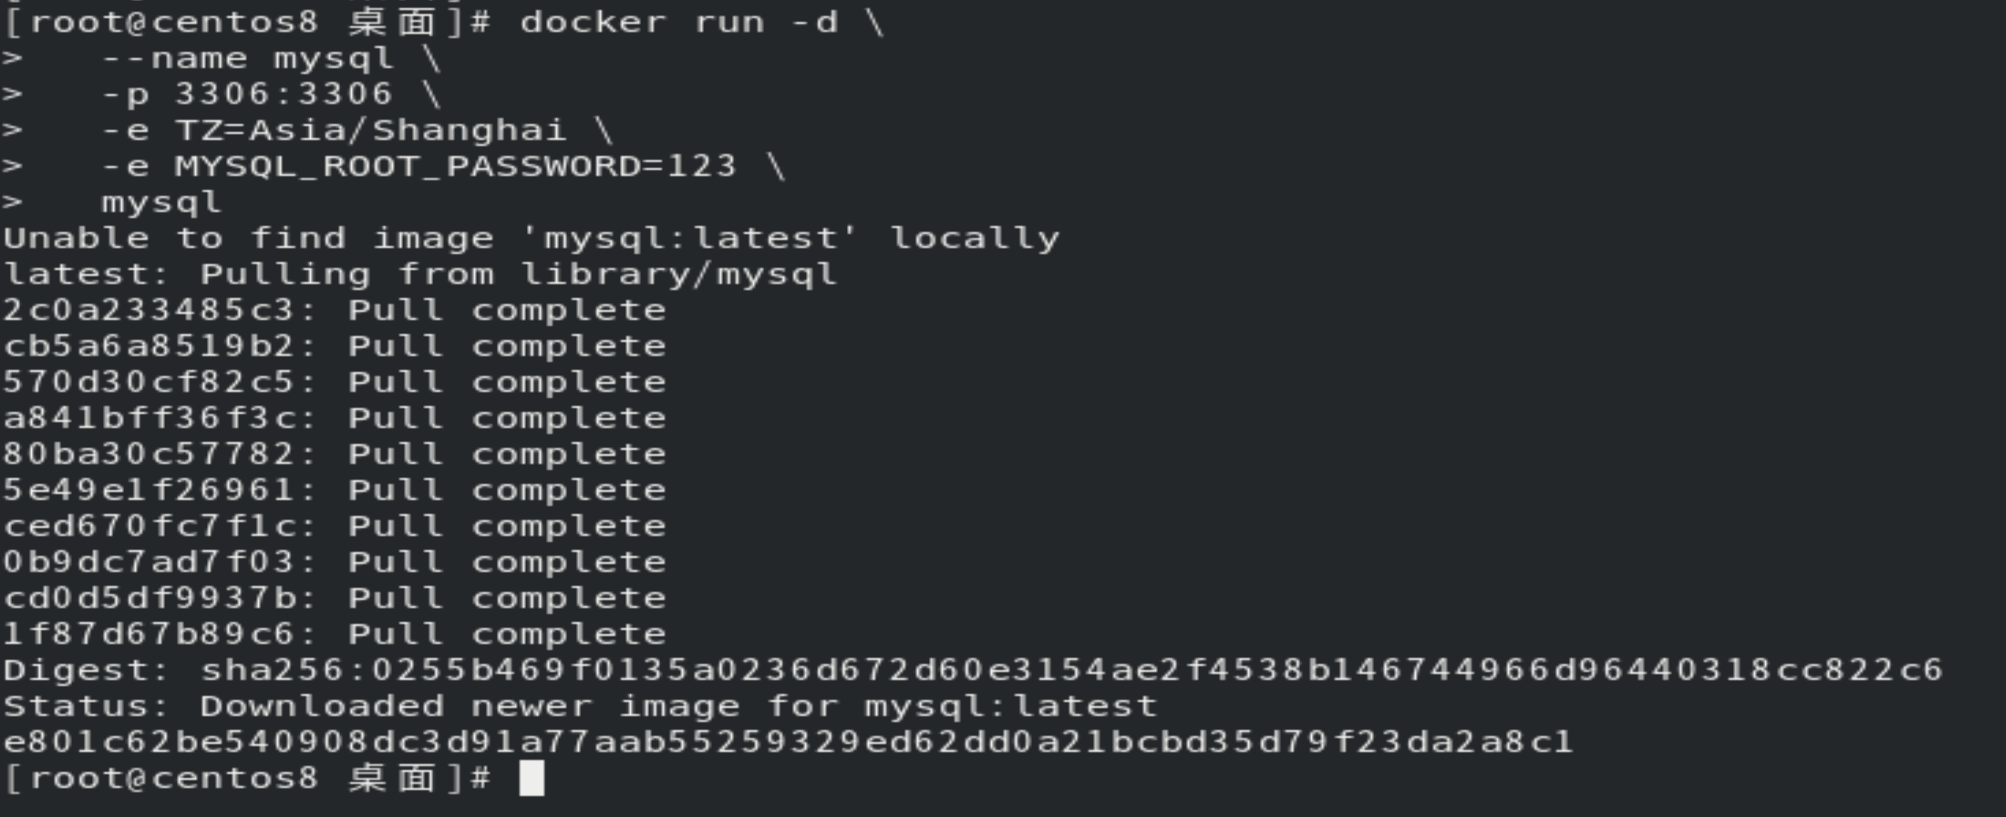 [root@centos8 桌面]# docker run -d \
>   --name mysql \
>   -p 3306:3306 \
>   -e TZ=Asia/Shanghai \
>   -e MYSQL_ROOT_PASSWORD=123 \
>   mysql
Unable to find image 'mysql:latest' locally
latest: Pulling from library/mysql
2c0a233485c3: Pull complete
cb5a6a8519b2: Pull complete
570d30cf82c5: Pull complete
a841bff36f3c: Pull complete
80ba30c57782: Pull complete
5e49e1f26961: Pull complete
ced670fc7f1c: Pull complete
0b9dc7ad7f03: Pull complete
cd0d5df9937b: Pull complete
1f87d67b89c6: Pull complete
Digest: sha256:0255b469f0135a0236d672d60e3154ae2f4538b146744966d96440318cc822c6
Status: Downloaded newer image for mysql:latest
e801c62be540908dc3d91a77aab55259329ed62dd0a21bcbd35d79f23da2a8c1
[root@centos8 桌面]#